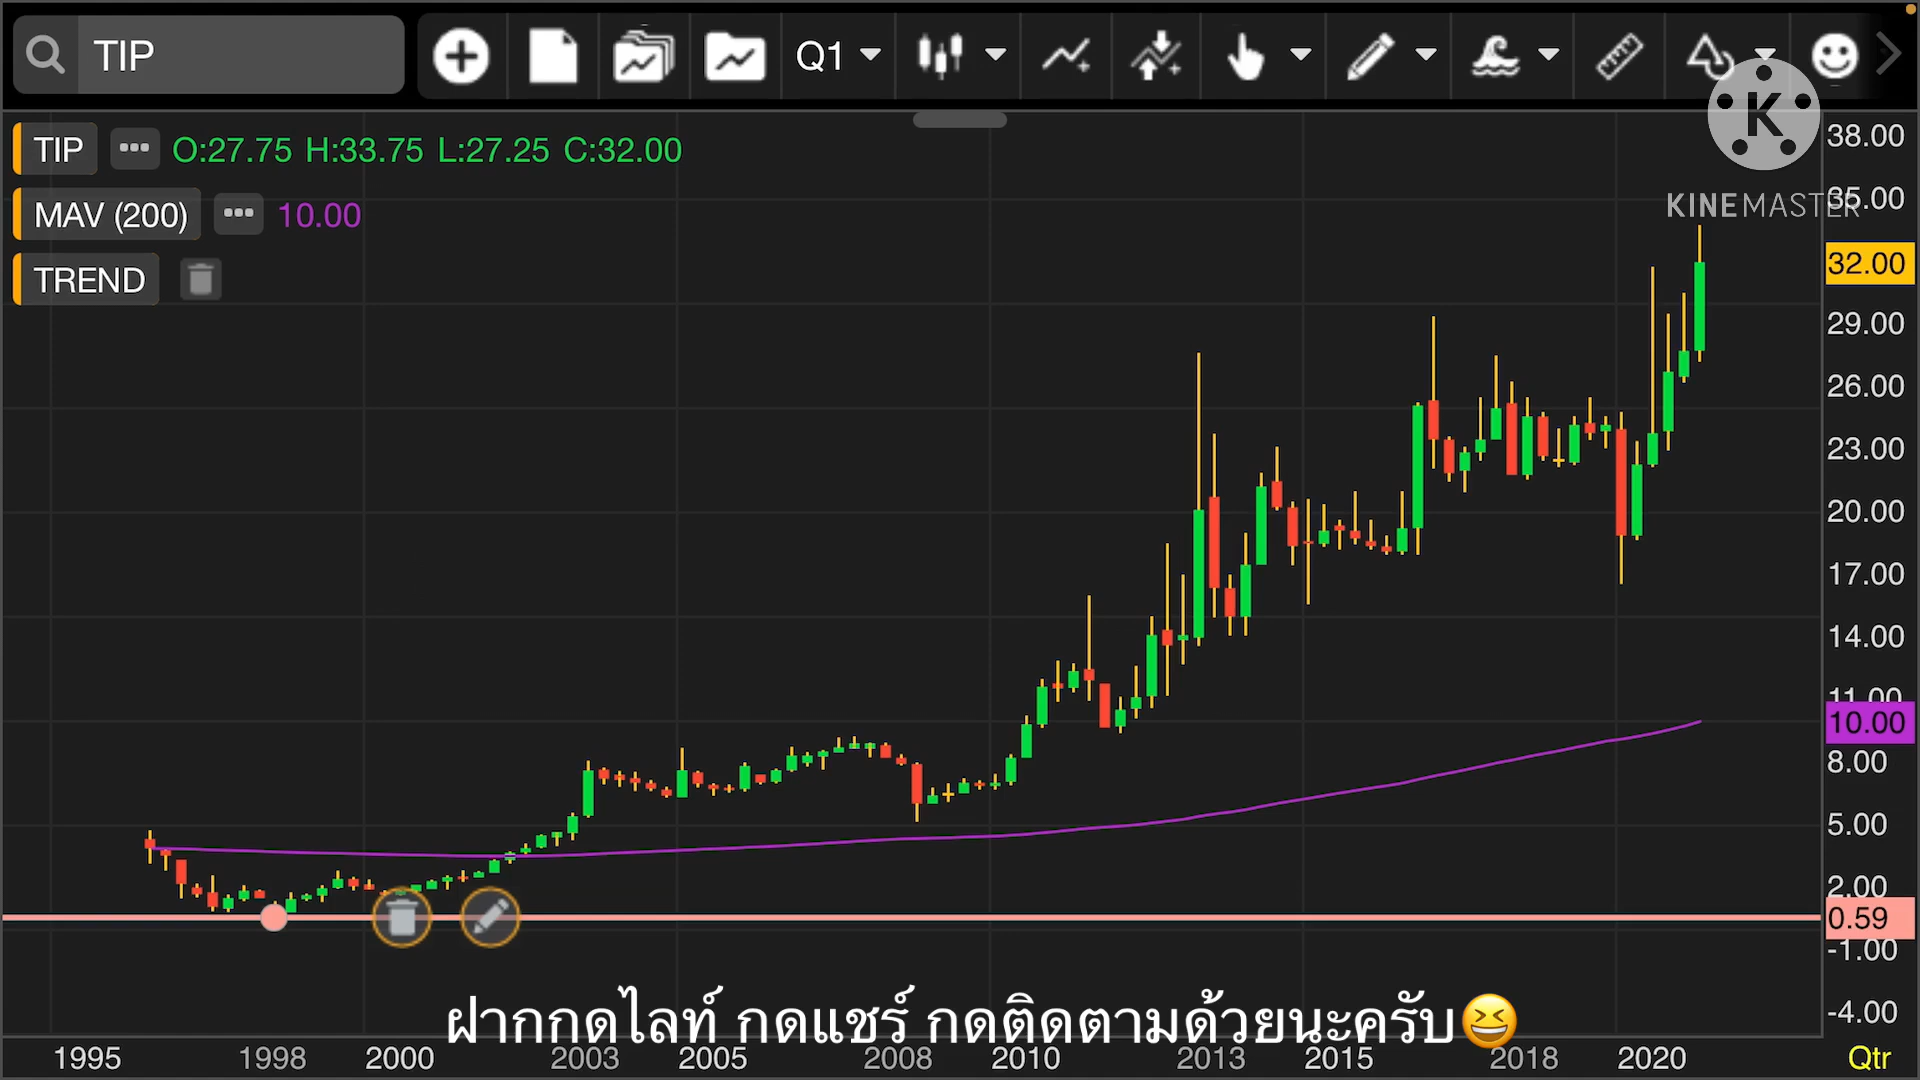 TIP
Q1
TIP ••• O:27.75 H:33.75 L:27.25 C:32.00
MAV (200) ••• 10.00
TREND
K
KINEMASTER
38.00
35.00
32.00
29.00
26.00
23.00
20.00
17.00
14.00
11.00
10.00
8.00
5.00
2.00
0.59
-1.00
-4.00
ฝากกดไลท์ กดแชร์ กดติดตามด้วยนะครับ😆
1995 1998 2000 2003 2005 2008 2010 2013 2015 2018 2020 Qtr